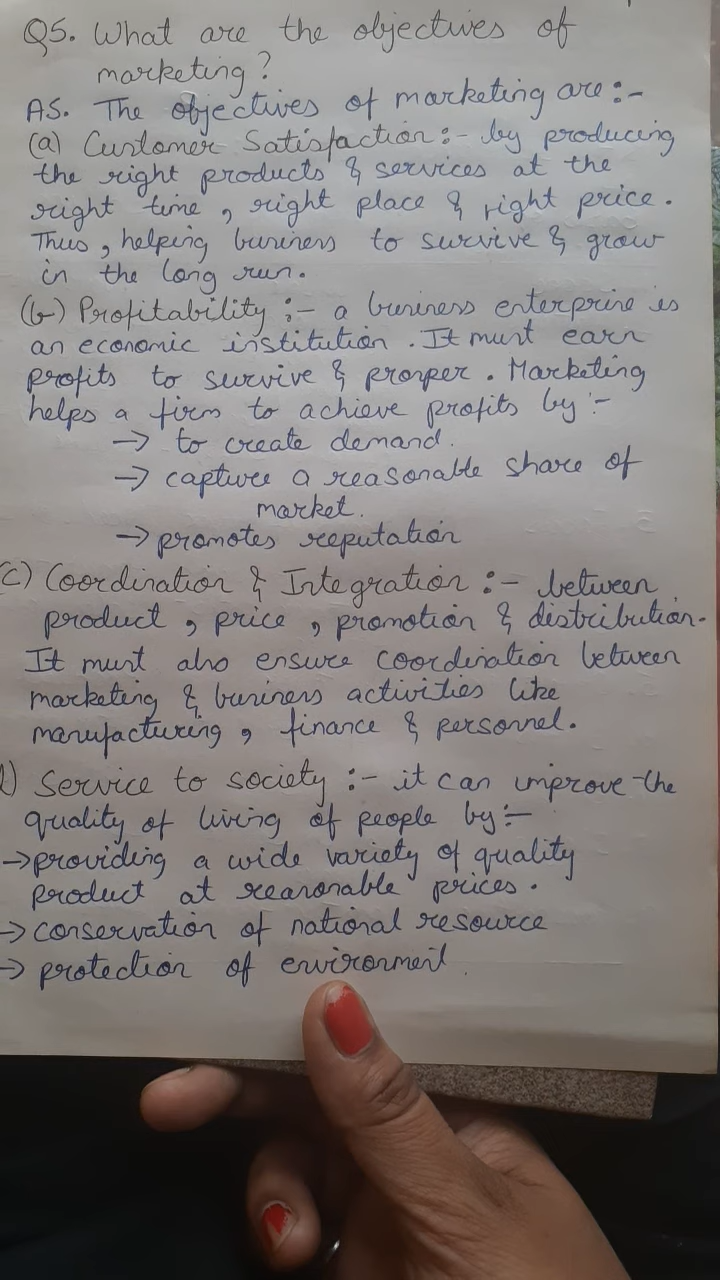 Q5. What are the objectives of
marketing?
A5. The objectives of marketing are:-
(a) Customer Satisfaction:- by producing
the right products & services at the
right time, right place & right price.
Thus, helping business to survive & grow
in the long run.
(b) Profitability :- a business enterprise is
an economic institution. It must earn
profits to survive & prosper. Marketing
helps a firm to achieve profits by:-
→ to create demand.
→ capture a reasonable share of
market.
→ promotes reputation
c) Coordination & Integration :- between
product, price, promotion & distribution.
It must also ensure coordination between
marketing & business activities like
manufacturing, finance & personnel.
d) Service to society :- it can improve the
quality of living of people by:-
→ providing a wide variety of quality
product at reasonable prices.
→ conservation of national resource
→ protection of environment.